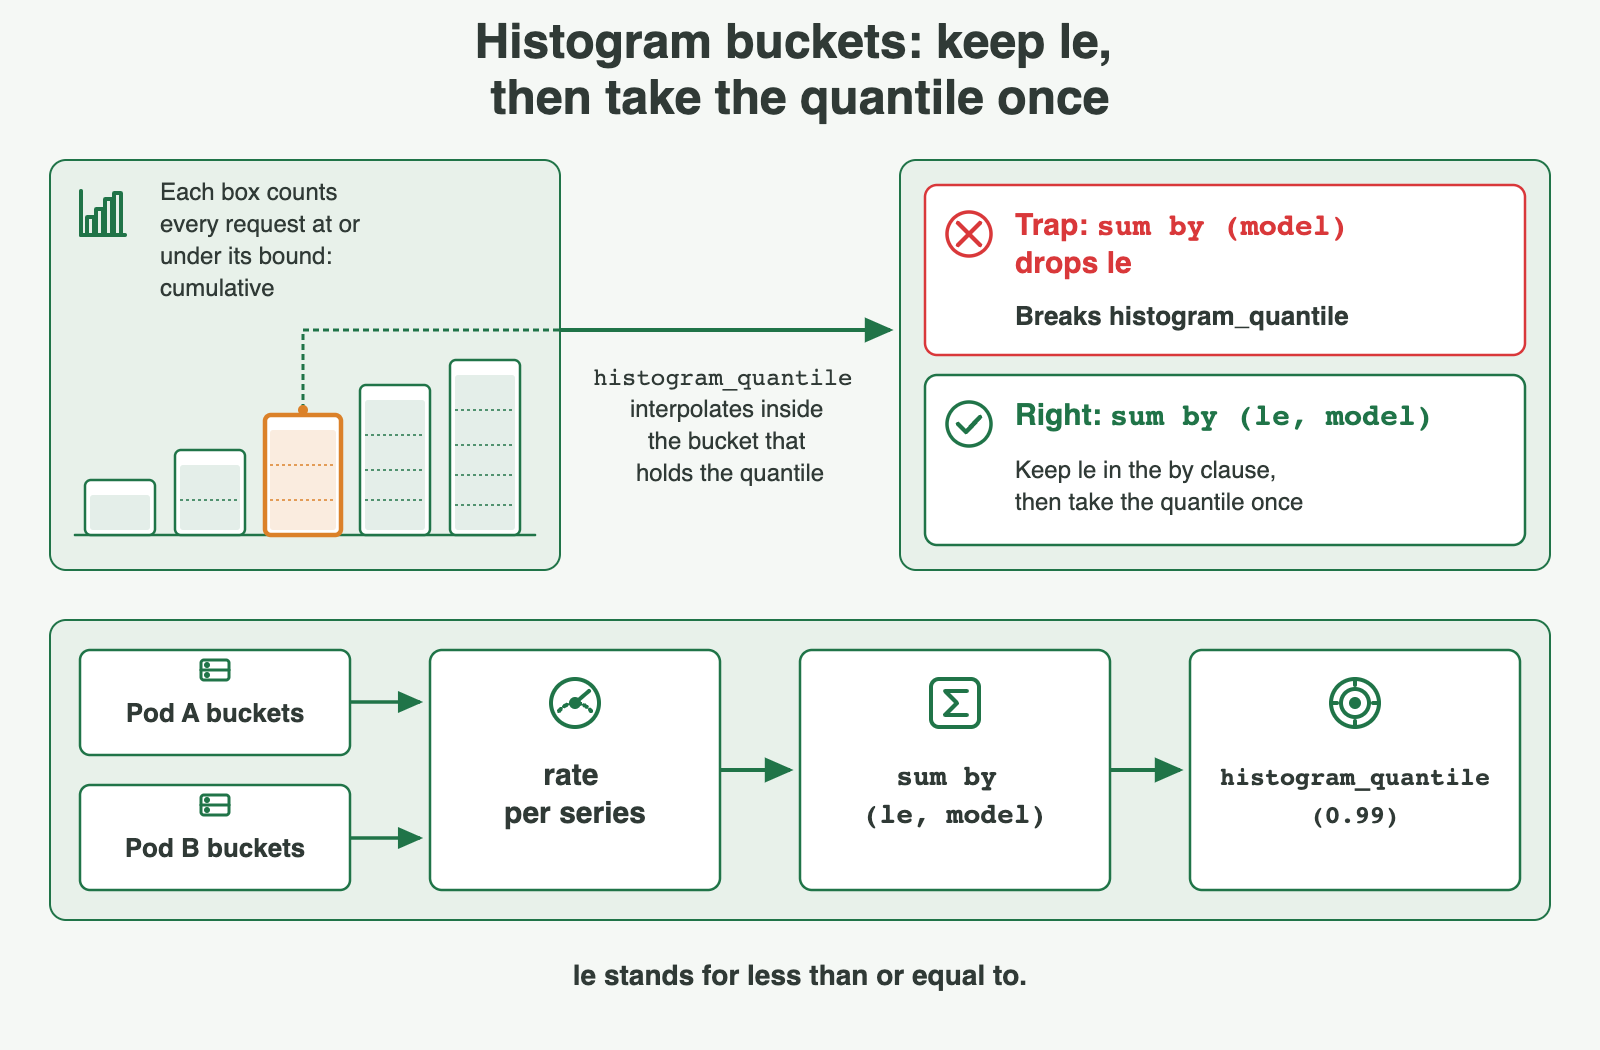 Histogram buckets: keep le,
then take the quantile once
Each box counts
every request at or
under its bound:
cumulative
histogram_quantile
interpolates inside
the bucket that
holds the quantile
Trap: sum by (model)
drops le
Breaks histogram_quantile
Right: sum by (le, model)
Keep le in the by clause,
then take the quantile once
Pod A buckets
Pod B buckets
rate
per series
Σ
sum by
(le, model)
histogram_quantile
(0.99)
le stands for less than or equal to.